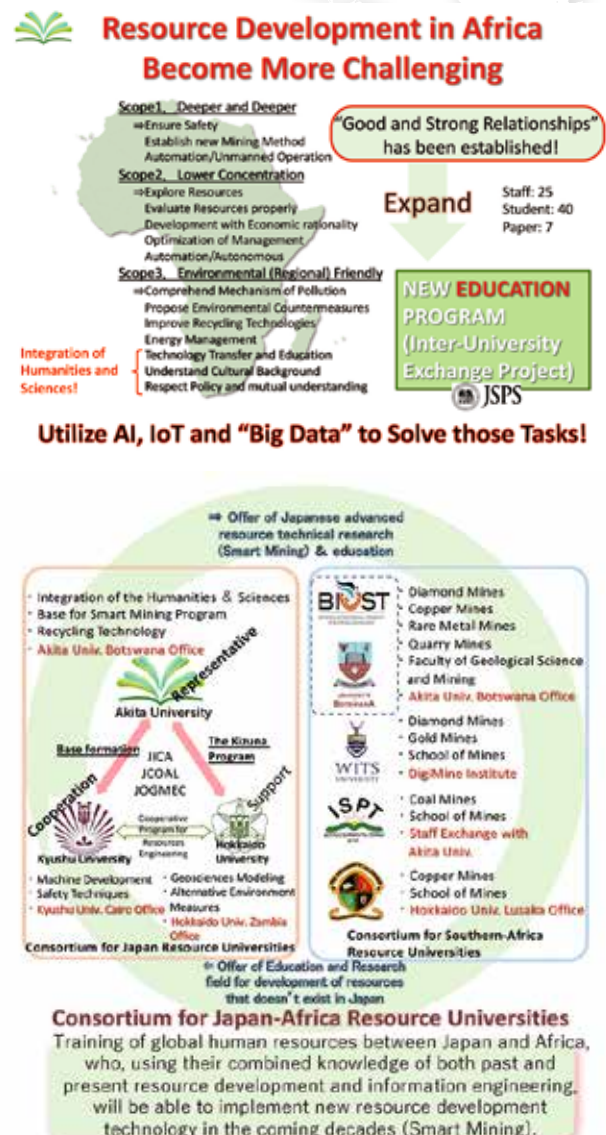 Resource Development in Africa
Become More Challenging
Scope1, Deeper and Deeper
⇒Ensure Safety
Establish new Mining Method
Automation/Unmanned Operation
Scope2, Lower Concentration
⇒Explore Resources
Evaluate Resources properly
Development with Economic rationality
Optimization of Management
Automation/Autonomous
Scope3, Environmental (Regional) Friendly
⇒Comprehend Mechanism of Pollution
Propose Environmental Countermeasures
Improve Recycling Technologies
Energy Management
Technology Transfer and Education
Understand Cultural Background
Respect Policy and mutual understanding
Integration of
Humanities and
Sciences!
"Good and Strong Relationships"
has been established!
Expand
Staff: 25
Student: 40
Paper: 7
NEW EDUCATION
PROGRAM
(Inter-University
Exchange Project)
JSPS
Utilize AI, IoT and "Big Data" to Solve those Tasks!
⇒ Offer of Japanese advanced
resource technical research
(Smart Mining) & education
・Integration of the Humanities & Sciences
・Base for Smart Mining Program
・Recycling Technology
・Akita Univ. Botswana Office
Representative
Akita University
Base formation
The Kizuna
Program
JICA
JCOAL
JOGMEC
Cooperation
Support
Cooperative
Program for
Resources
Engineering
Kyushu University
Hokkaido
University
・Machine Development
Safety Techniques
・Kyushu Univ. Cairo Office
・Geosciences Modeling
・Alternative Environment
Measures
・Hokkaido Univ. Zambia
Office
Consortium for Japan Resource Universities
BIUST
・Diamond Mines
・Copper Mines
・Rare Metal Mines
・Quarry Mines
・Faculty of Geological Science
and Mining
・Akita Univ. Botswana Office
BOTSWANA
・Diamond Mines
・Gold Mines
・School of Mines
・DigiMine Institute
WITS
UNIVERSITY
ISPT
・Coal Mines
・School of Mines
・Staff Exchange with
Akita Univ.
・Copper Mines
・School of Mines
・Hokkaido Univ. Lusaka Office
Consortium for Southern-Africa
Resource Universities
⇐ Offer of Education and Research
field for development of resources
that doesn't exist in Japan
Consortium for Japan-Africa Resource Universities
Training of global human resources between Japan and Africa,
who, using their combined knowledge of both past and
present resource development and information engineering,
will be able to implement new resource development
technology in the coming decades (Smart Mining).